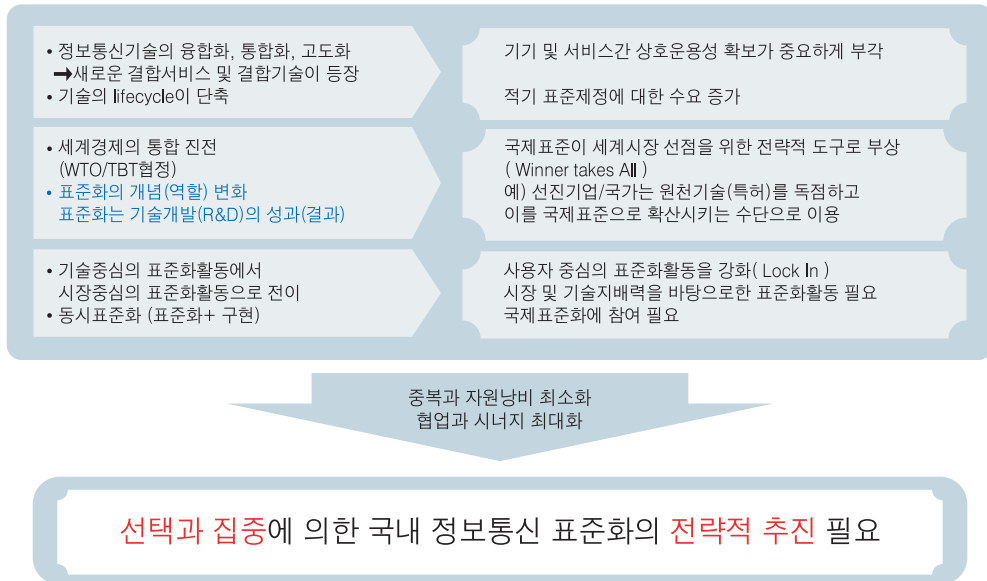 • 정보통신기술의 융합화, 통합화, 고도화
➞새로운 결합서비스 및 결합기술이 등장
• 기술의 lifecycle이 단축
기기 및 서비스간 상호운용성 확보가 중요하게 부각
적기 표준제정에 대한 수요 증가
• 세계경제의 통합 진전
(WTO/TBT협정)
• 표준화의 개념(역할) 변화
표준화는 기술개발(R&D)의 성과(결과)
국제표준이 세계시장 선점을 위한 전략적 도구로 부상
( Winner takes All )
예) 선진기업/국가는 원천기술(특허)를 독점하고
이를 국제표준으로 확산시키는 수단으로 이용
• 기술중심의 표준화활동에서
시장중심의 표준화활동으로 전이
• 동시표준화 (표준화+ 구현)
사용자 중심의 표준화활동을 강화( Lock In )
시장 및 기술지배력을 바탕으로한 표준화활동 필요
국제표준화에 참여 필요
중복과 자원낭비 최소화
협업과 시너지 최대화
선택과 집중에 의한 국내 정보통신 표준화의 전략적 추진 필요